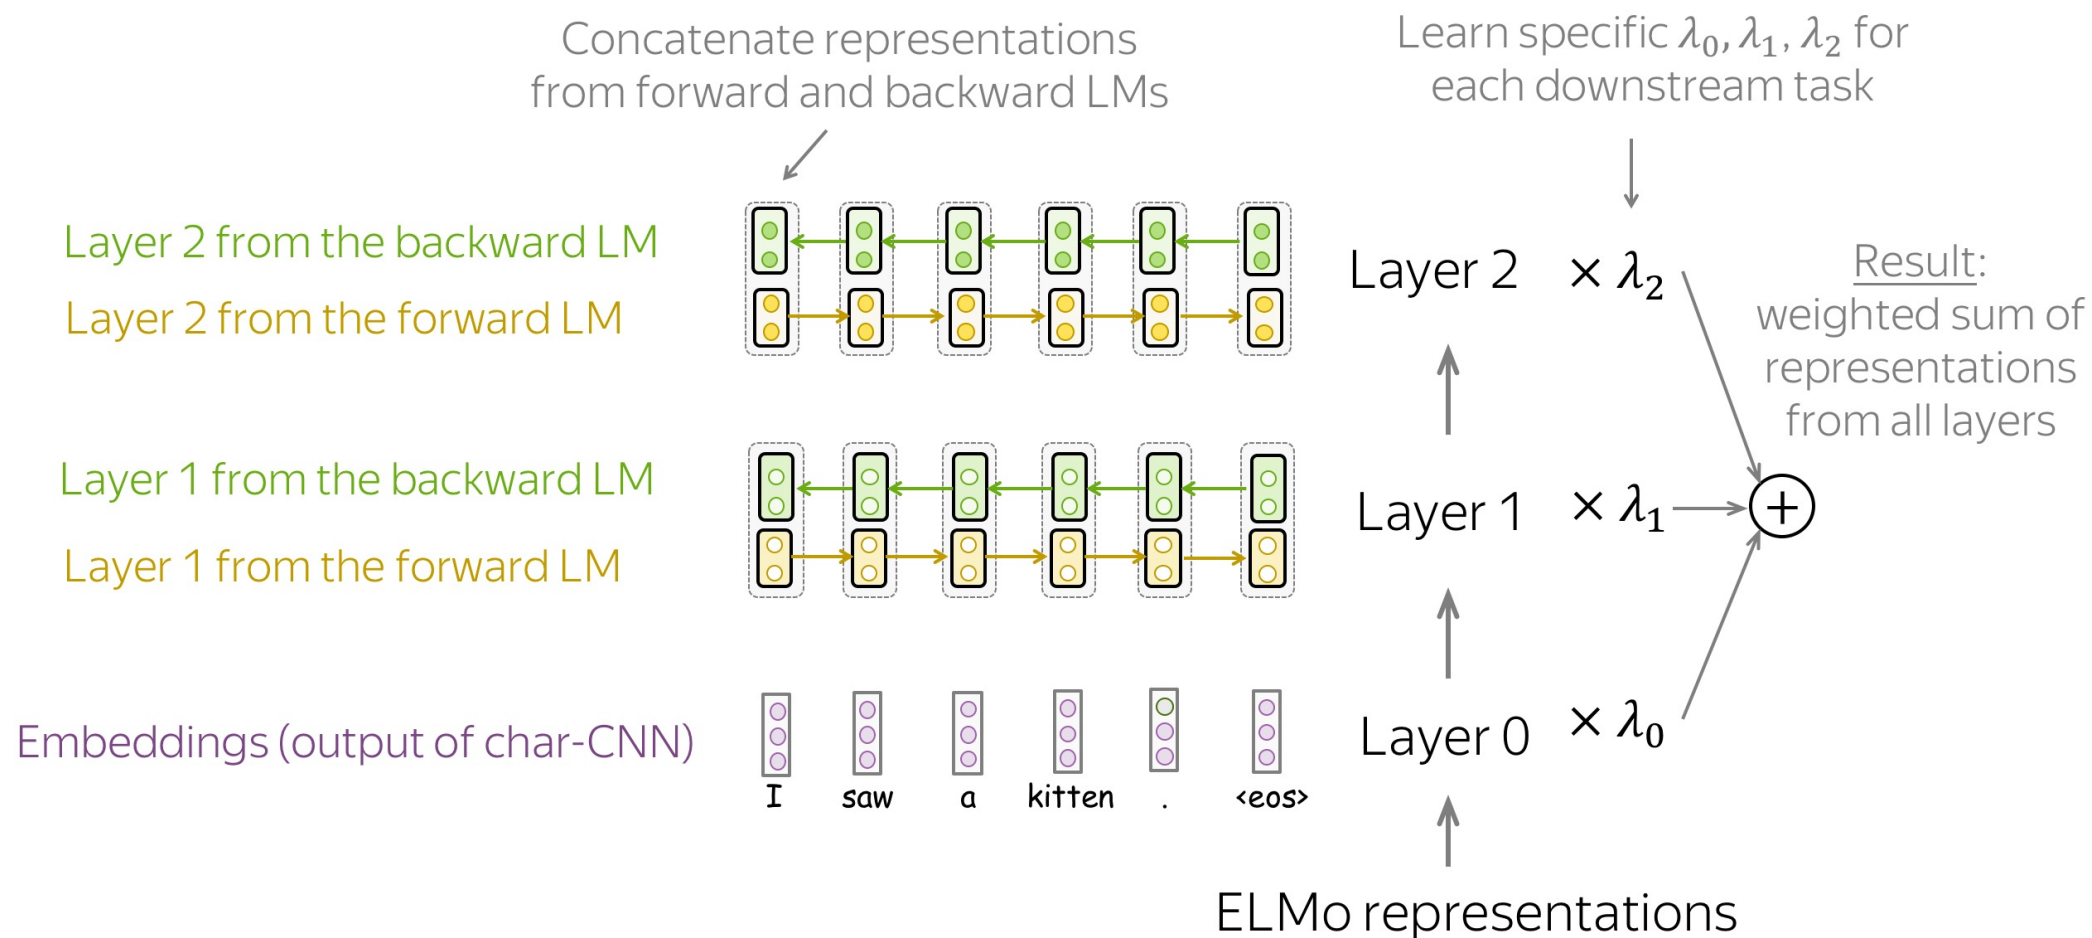 Concatenate representations
from forward and backward LMs
Learn specific λ₀, λ₁, λ₂ for
each downstream task
Layer 2 from the backward LM
Layer 2 from the forward LM
Layer 2 × λ₂
Result:
weighted sum of
representations
from all layers
Layer 1 from the backward LM
Layer 1 from the forward LM
Layer 1 × λ₁
+
Embeddings (output of char-CNN)
I saw a kitten . <eos>
Layer 0 × λ₀
ELMo representations